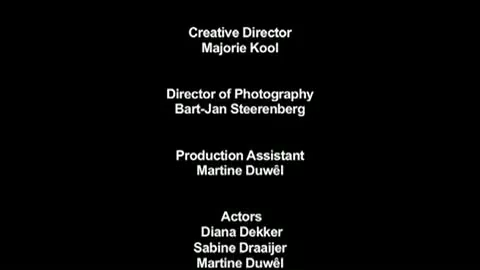 Creative Director
Majorie Kool
Director of Photography
Bart-Jan Steerenberg
Production Assistant
Martine Duwêl
Actors
Diana Dekker
Sabine Draaijer
Martine Duwêl